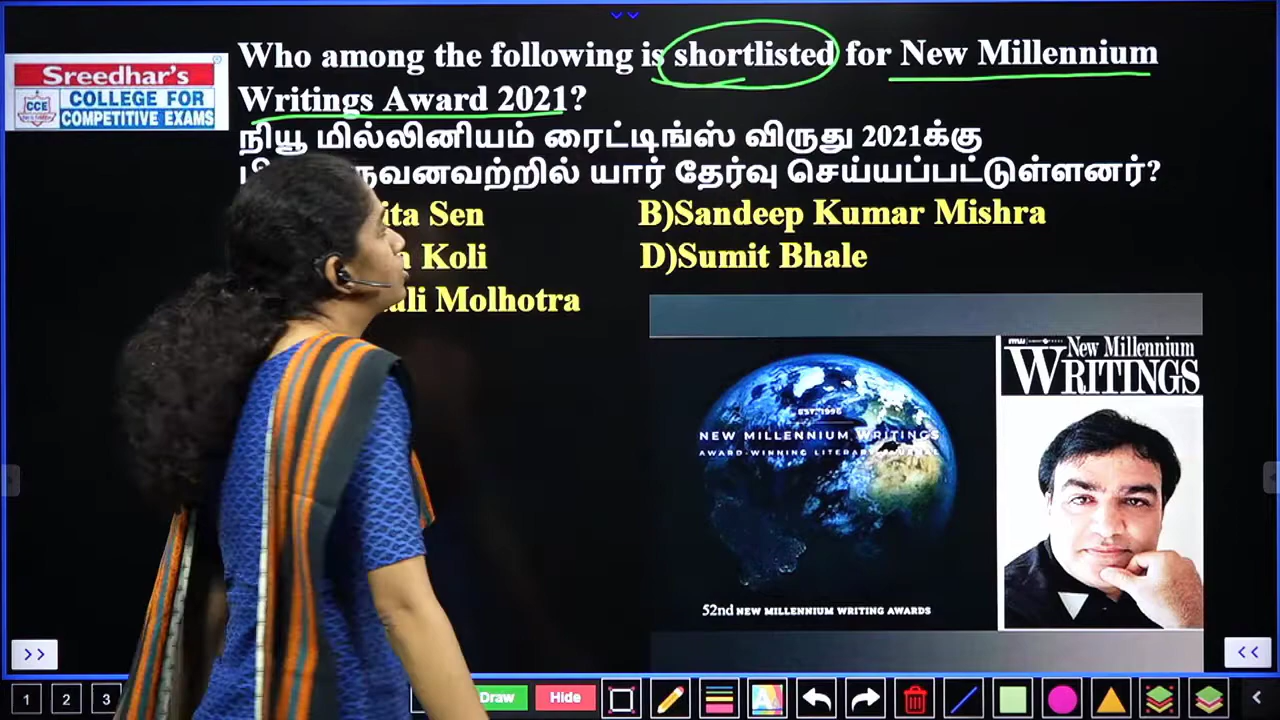 Who among the following is shortlisted for New Millennium
Writings Award 2021?
நியூ மில்லினியம் ரைட்டிங்ஸ் விருது 2021க்கு
யார் தேர்வு செய்யப்பட்டுள்ளனர்?
Sen B)Sandeep Kumar Mishra
Koli D)Sumit Bhale
Molhotra
Sreedhar's
CCE
COLLEGE FOR
COMPETITIVE EXAMS
EST. 1996
NEW MILLENNIUM WRITINGS
AWARD-WINNING LITERARY JOURNAL
52nd NEW MILLENNIUM WRITING AWARDS
New Millennium
WRITINGS
>>
<<
1 2 3 Draw Hide